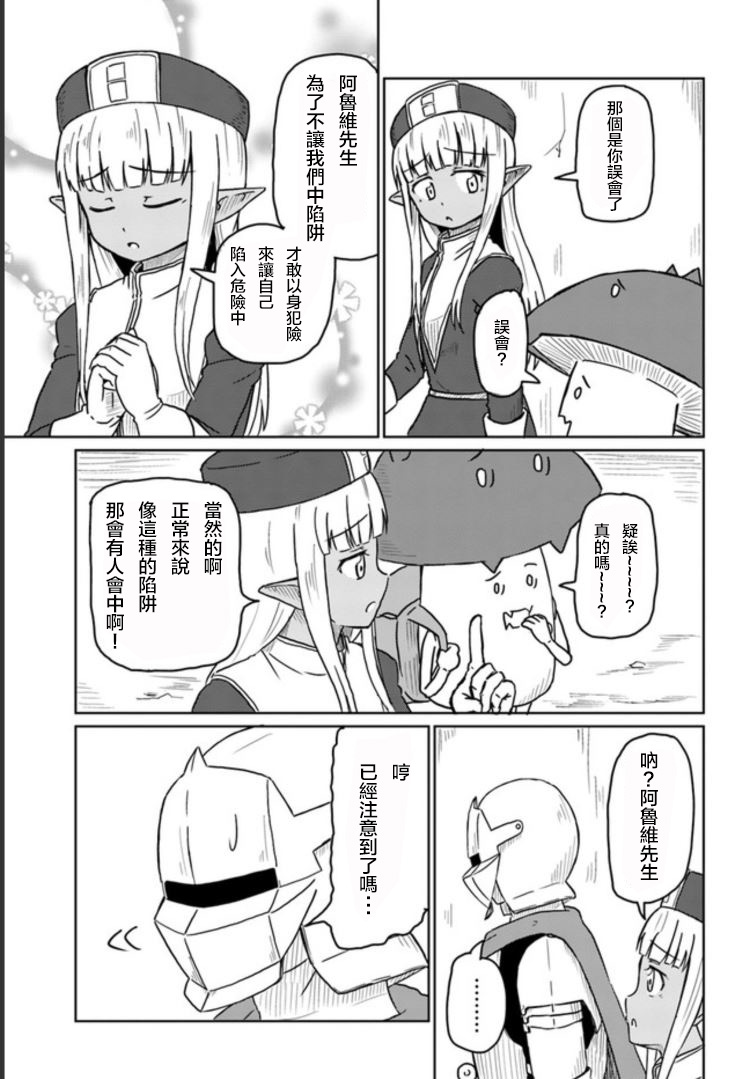 那個是你誤會了
誤會？
阿魯維先生
為了不讓我們中陷阱
才敢以身犯險
來讓自己
陷入危險中
疑誒~~~~？
真的嗎~~~？
當然的啊
正常來說
像這種的陷阱
那會有人會中啊！
吶？阿魯維先生
………
哼
已經注意到了嗎…